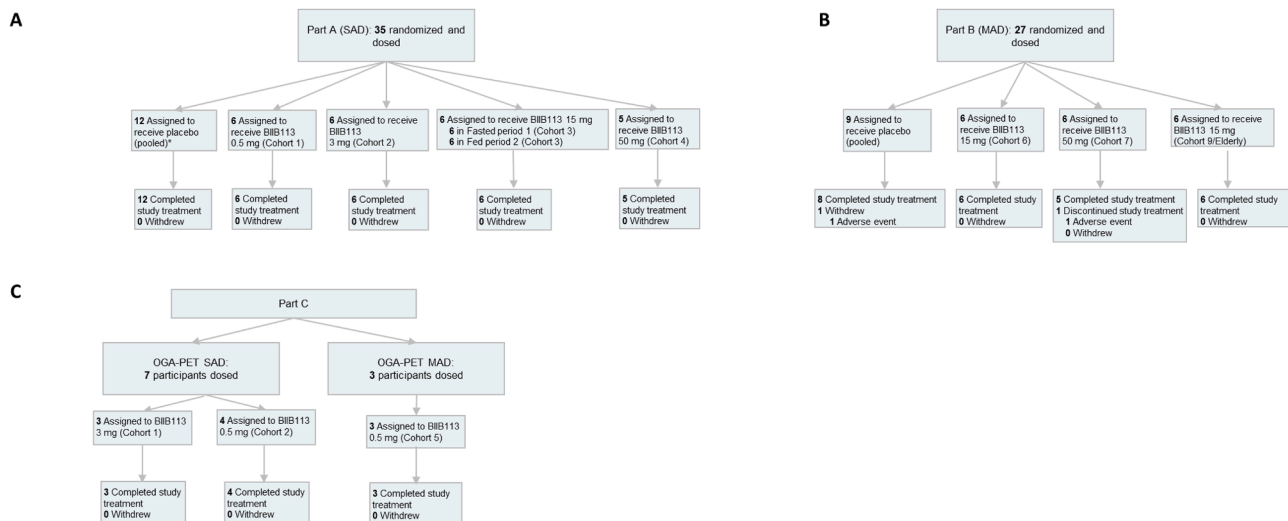 A
Part A (SAD): 35 randomized and
dosed
12 Assigned to
receive placebo
(pooled)*
6 Assigned to
receive BIIB113
0.5 mg (Cohort 1)
6 Assigned to receive
BIIB113
3 mg (Cohort 2)
6 Assigned to receive BIIB113 15 mg
6 in Fasted period 1 (Cohort 3)
6 in Fed period 2 (Cohort 3)
5 Assigned to
receive BIIB113
50 mg (Cohort 4)
12 Completed
study treatment
0 Withdrew
6 Completed
study treatment
0 Withdrew
6 Completed
study treatment
0 Withdrew
6 Completed
study treatment
0 Withdrew
5 Completed
study treatment
0 Withdrew
B
Part B (MAD): 27 randomized and
dosed
9 Assigned to
receive placebo
(pooled)
6 Assigned to
receive BIIB113
15 mg (Cohort 6)
6 Assigned to
receive BIIB113
50 mg (Cohort 7)
6 Assigned to receive
BIIB113 15 mg
(Cohort 9/Elderly)
8 Completed study treatment
1 Withdrew
1 Adverse event
6 Completed study
treatment
0 Withdrew
5 Completed study treatment
1 Discontinued study treatment
1 Adverse event
0 Withdrew
6 Completed study
treatment
0 Withdrew
C
Part C
OGA-PET SAD:
7 participants dosed
OGA-PET MAD:
3 participants dosed
3 Assigned to BIIB113
3 mg (Cohort 1)
4 Assigned to BIIB113
0.5 mg (Cohort 2)
3 Assigned to BIIB113
0.5 mg (Cohort 5)
3 Completed study
treatment
0 Withdrew
4 Completed study
treatment
0 Withdrew
3 Completed study
treatment
0 Withdrew